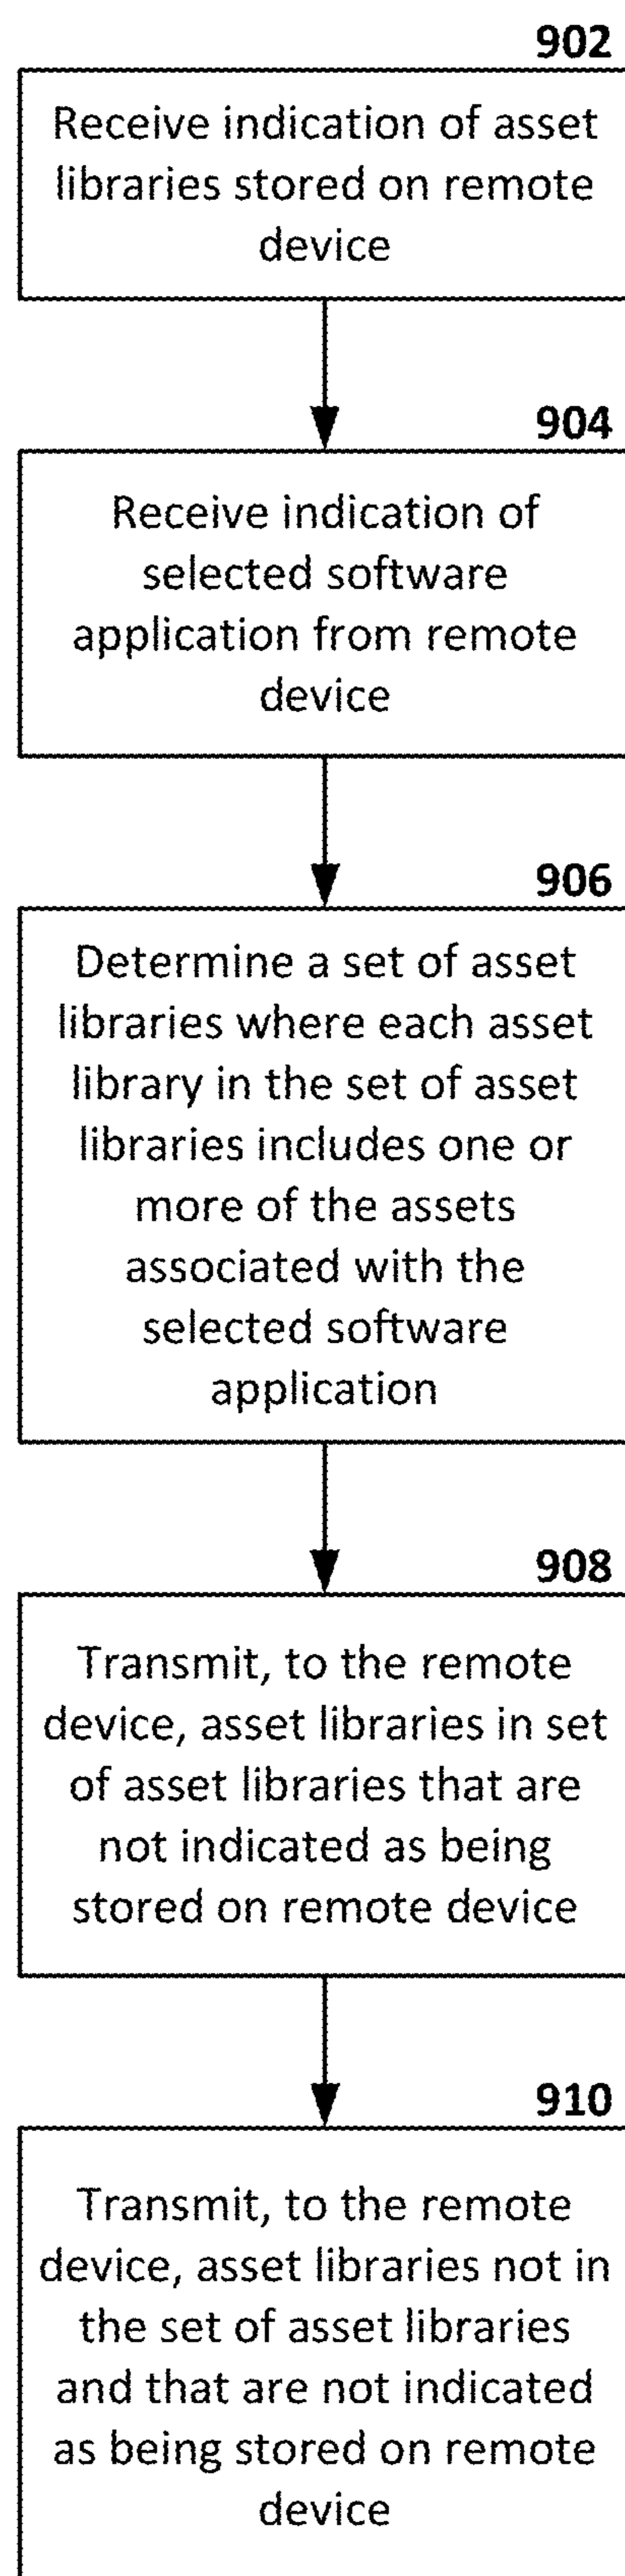 902
Receive indication of asset
libraries stored on remote
device
904
Receive indication of
selected software
application from remote
device
906
Determine a set of asset
libraries where each asset
library in the set of asset
libraries includes one or
more of the assets
associated with the
selected software
application
908
Transmit, to the remote
device, asset libraries in set
of asset libraries that are
not indicated as being
stored on remote device
910
Transmit, to the remote
device, asset libraries not in
the set of asset libraries
and that are not indicated
as being stored on remote
device